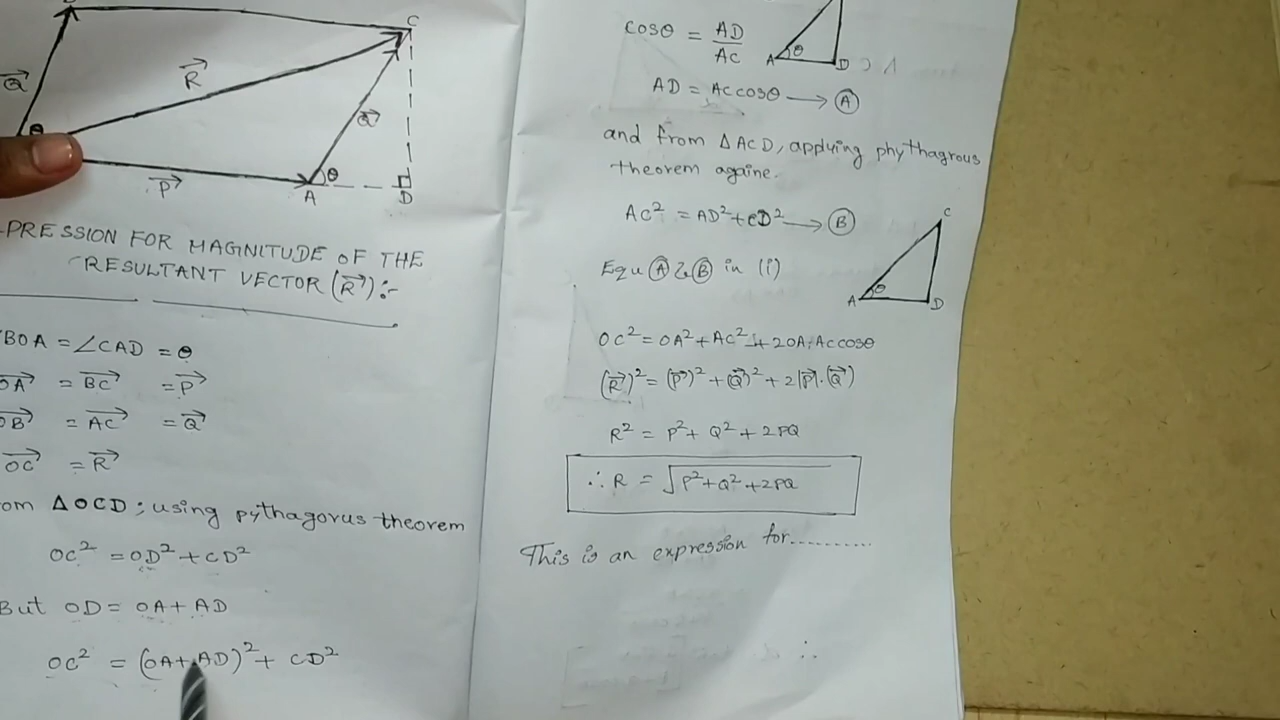 C
R⃗
Q⃗
Q⃗
θ
θ
P⃗
A
D
PRESSION FOR MAGNITUDE OF THE
RESULTANT VECTOR (R⃗):-
BOA = ∠CAD = θ
OA⃗ = BC⃗ = P⃗
OB⃗ = AC⃗ = Q⃗
OC⃗ = R⃗
om ΔOCD; using pythagorus theorem
OC² = OD² + CD²
But OD = OA + AD
OC² = (OA + AD)² + CD²
Cosθ = AD/AC
A θ D
AD = AC cosθ → Ⓐ
and from ΔACD, applying phythagrous
theorem againe.
AC² = AD² + CD² → Ⓑ
C
A θ D
Equ Ⓐ & Ⓑ in (i)
OC² = OA² + AC² + 2OA·AC cosθ
(R⃗)² = (P⃗)² + (Q⃗)² + 2|P⃗|.(Q⃗)
R² = P² + Q² + 2PQ
∴ R = √P² + Q² + 2PQ
This is an expression for..........